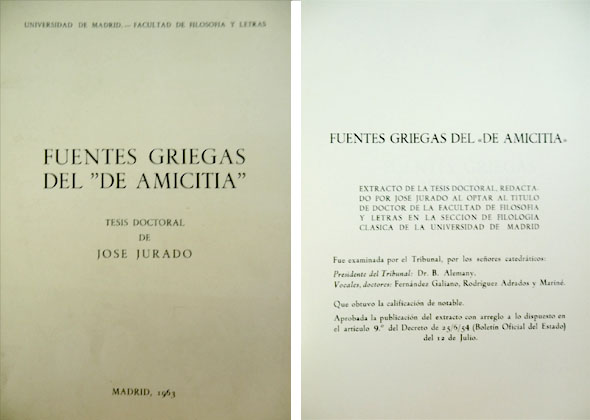 UNIVERSIDAD DE MADRID.— FACULTAD DE FILOSOFIA Y LETRAS
FUENTES GRIEGAS
DEL "DE AMICITIA"
TESIS DOCTORAL
DE
JOSE JURADO
MADRID, 1963
FUENTES GRIEGAS DEL «DE AMICITIA»
EXTRACTO DE LA TESIS DOCTORAL, REDACTA-
DO POR JOSE JURADO AL OPTAR AL TITULO
DE DOCTOR DE LA FACULTAD DE FILOSOFIA
Y LETRAS EN LA SECCION DE FILOLOGIA
CLASICA DE LA UNIVERSIDAD DE MADRID
Fue examinada por el Tribunal, por los señores catedráticos:
Presidente del Tribunal: Dr. B. Alemany.
Vocales, doctores: Fernández Galiano, Rodríguez Adrados y Mariné.
Que obtuvo la calificación de notable.
Aprobada la publicación del extracto con arreglo a lo dispuesto en
el artículo 9.º del Decreto de 25/6/54 (Boletín Oficial del Estado)
del 12 de Julio.